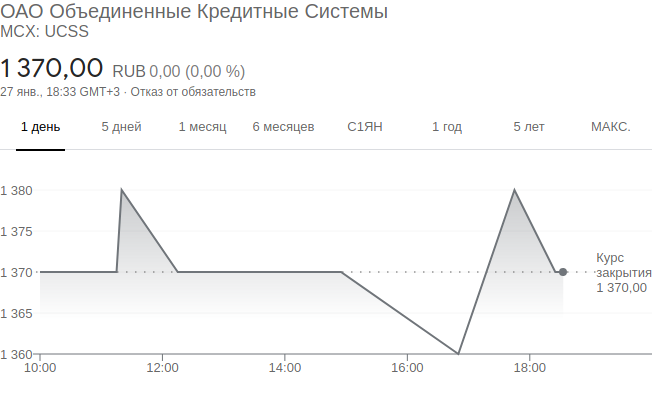 ОАО Объединенные Кредитные Системы
MCX: UCSS
1 370,00 RUB 0,00 (0,00 %)
27 янв., 18:33 GMT+3 · Отказ от обязательств
1 день 5 дней 1 месяц 6 месяцев С1ЯН 1 год 5 лет МАКС.
1 380
1 375
1 370
1 365
1 360
Курс
закрытия
1 370,00
10:00 12:00 14:00 16:00 18:00